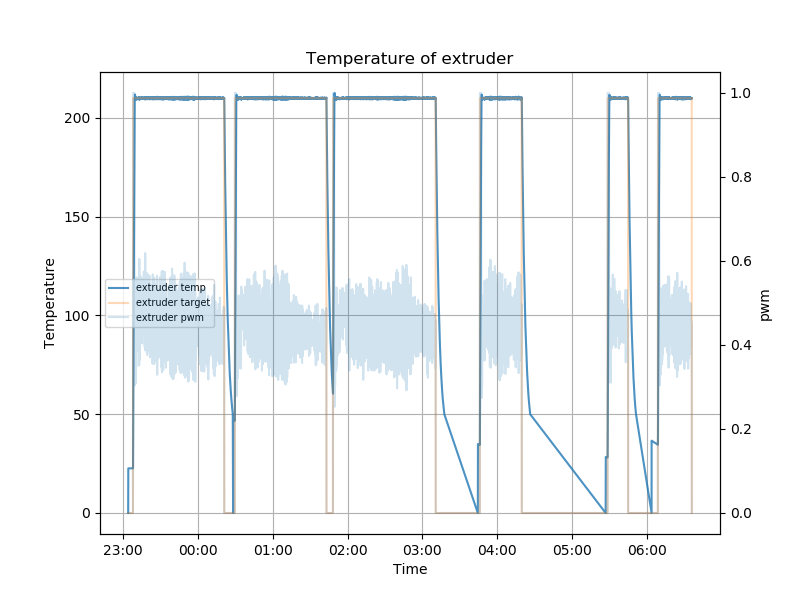 Temperature of extruder
200
150
100
50
0
Temperature
1.0
0.8
0.6
0.4
0.2
0.0
pwm
extruder temp
extruder target
extruder pwm
23:00 00:00 01:00 02:00 03:00 04:00 05:00 06:00
Time